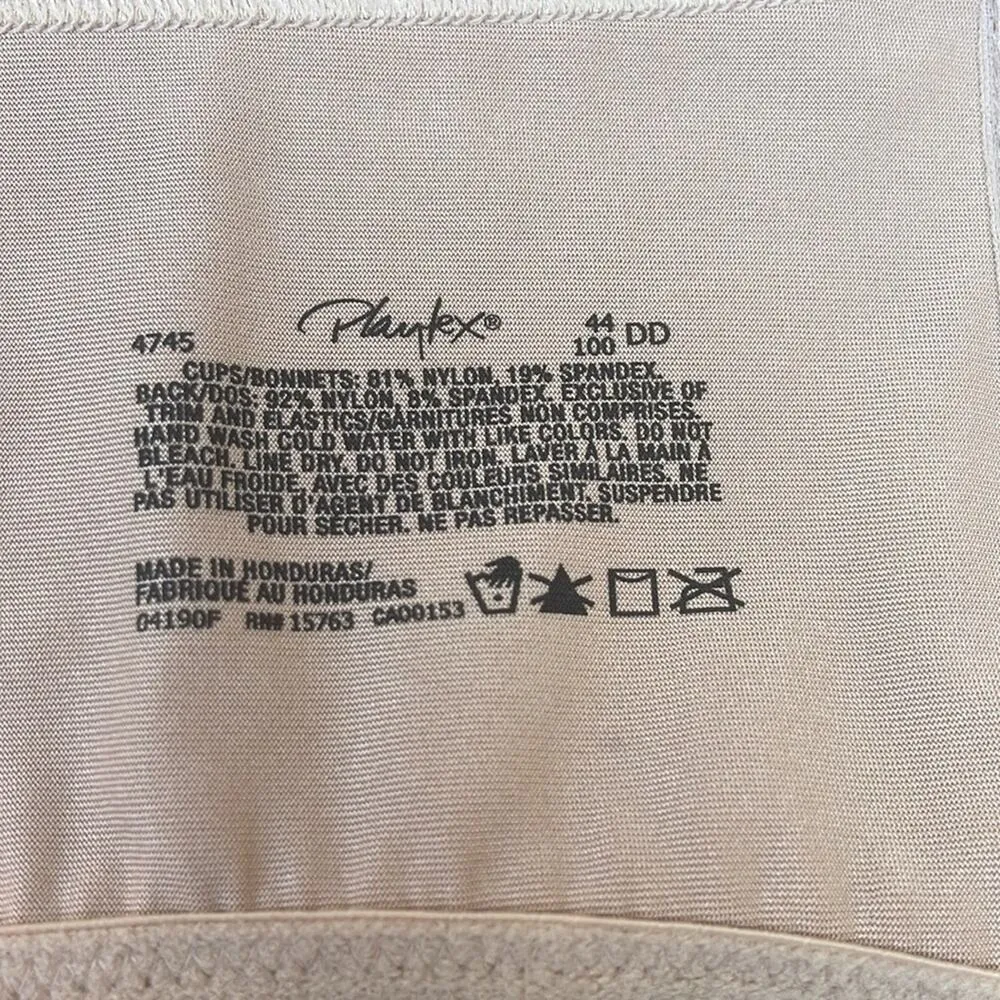 4745 Playtex® 44 DD
100
CUPS/BONNETS: 81% NYLON, 19% SPANDEX.
BACK/DOS: 92% NYLON, 8% SPANDEX. EXCLUSIVE OF
TRIM AND ELASTICS/GARNITURES NON COMPRISES.
HAND WASH COLD WATER WITH LIKE COLORS. DO NOT
BLEACH. LINE DRY. DO NOT IRON. LAVER À LA MAIN À
L'EAU FROIDE, AVEC DES COULEURS SIMILAIRES. NE
PAS UTILISER D'AGENT DE BLANCHIMENT. SUSPENDRE
POUR SÉCHER. NE PAS REPASSER.
MADE IN HONDURAS/
FABRIQUÉ AU HONDURAS
04190F RN# 15763 CA00153